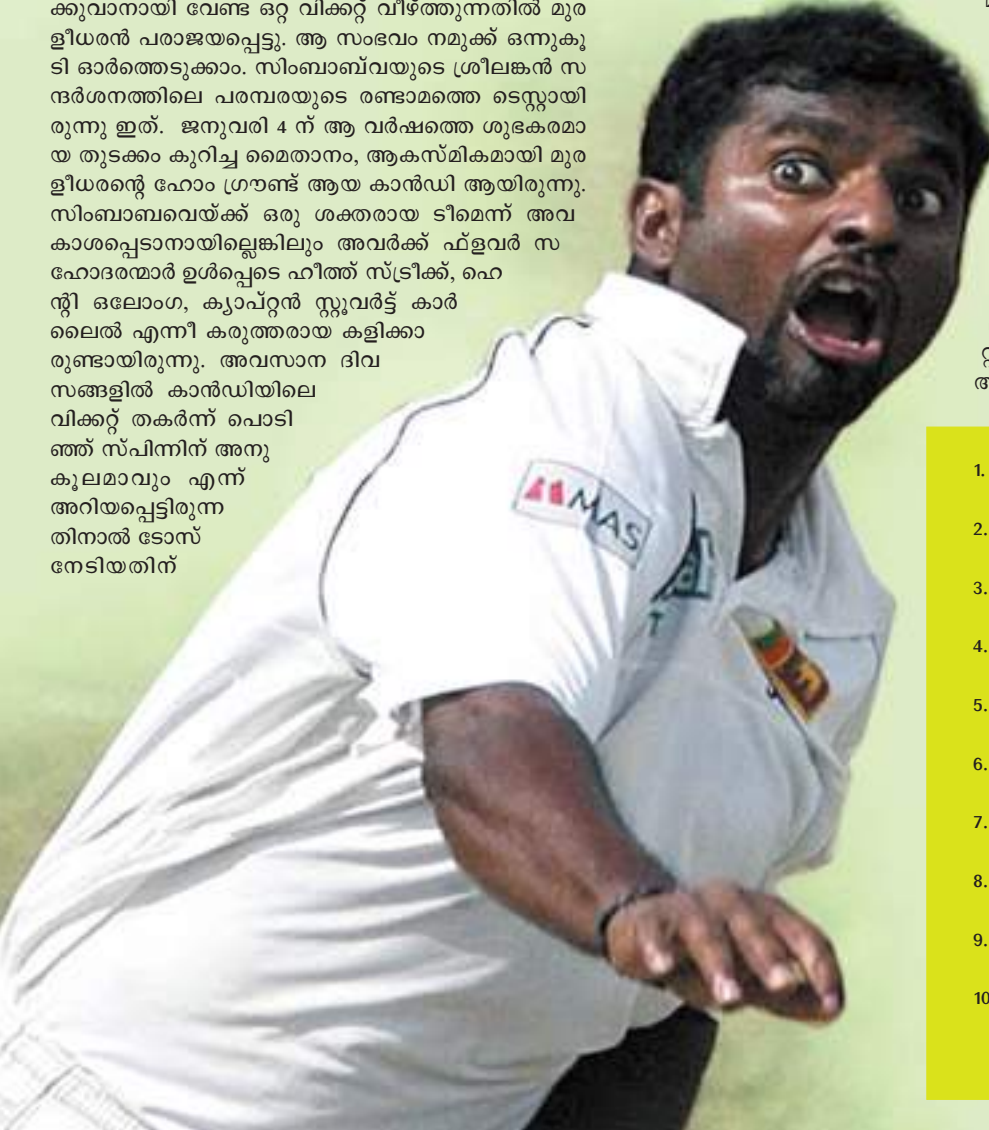 ക്കുവാനായി വേണ്ട ഒറ്റ വിക്കറ്റ് വീഴ്ത്തുന്നതിൽ മുര
ളീധരൻ പരാജയപ്പെട്ടു. ആ സംഭവം നമുക്ക് ഒന്നുകൂ
ടി ഓർത്തെടുക്കാം. സിംബാബ്‌വയുടെ ശ്രീലങ്കൻ സ
ന്ദർശനത്തിലെ പരമ്പരയുടെ രണ്ടാമത്തെ ടെസ്റ്റായി
രുന്നു ഇത്. ജനുവരി 4 ന് ആ വർഷത്തെ ശുഭകരമാ
യ തുടക്കം കുറിച്ച മൈതാനം, ആകസ്മികമായി മുര
ളീധരന്റെ ഹോം ഗ്രൗണ്ട് ആയ കാൻഡി ആയിരുന്നു.
സിംബാബവെയ്ക്ക് ഒരു ശക്തരായ ടീമെന്ന് അവ
കാശപ്പെടാനായില്ലെങ്കിലും അവർക്ക് ഫ്ളവർ സ
ഹോദരന്മാർ ഉൾപ്പെടെ ഹീത്ത് സ്ട്രീക്ക്, ഹെ
ന്റി ഒലോംഗ, ക്യാപ്റ്റൻ സ്റ്റൂവർട്ട് കാർ
ലൈൽ എന്നീ കരുത്തരായ കളിക്കാ
രുണ്ടായിരുന്നു. അവസാന ദിവ
സങ്ങളിൽ കാൻഡിയിലെ
വിക്കറ്റ് തകർന്ന് പൊടി
ഞ്ഞ് സ്പിന്നിന് അനു
കൂലമാവും എന്ന്
അറിയപ്പെട്ടിരുന്ന
തിനാൽ ടോസ്
നേടിയതിന്
MAS
1.
2.
3.
4.
5.
6.
7.
8.
9.
10